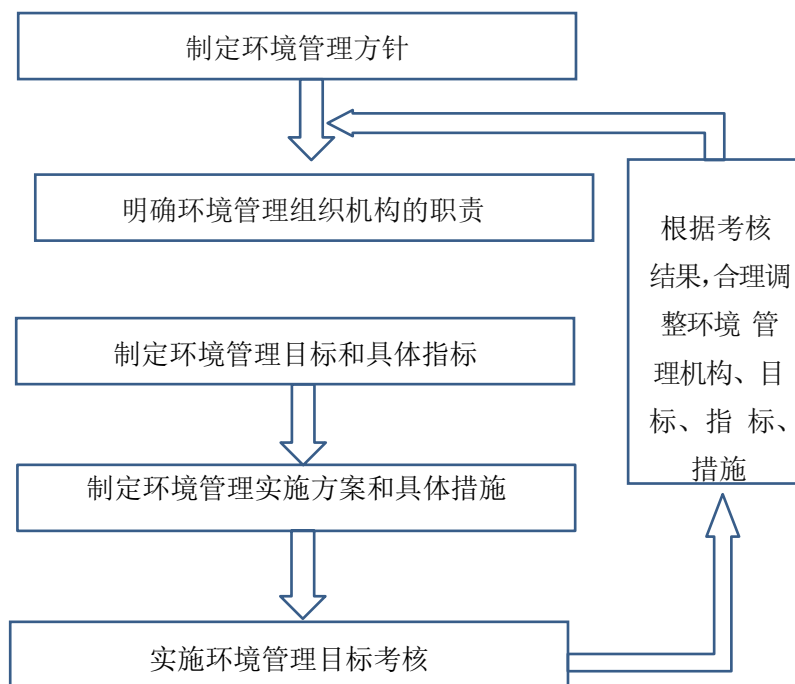 制定环境管理方针
明确环境管理组织机构的职责
制定环境管理目标和具体指标
制定环境管理实施方案和具体措施
实施环境管理目标考核
根据考核
结果,合理调
整环境 管
理机构、目
标、指 标、
措施